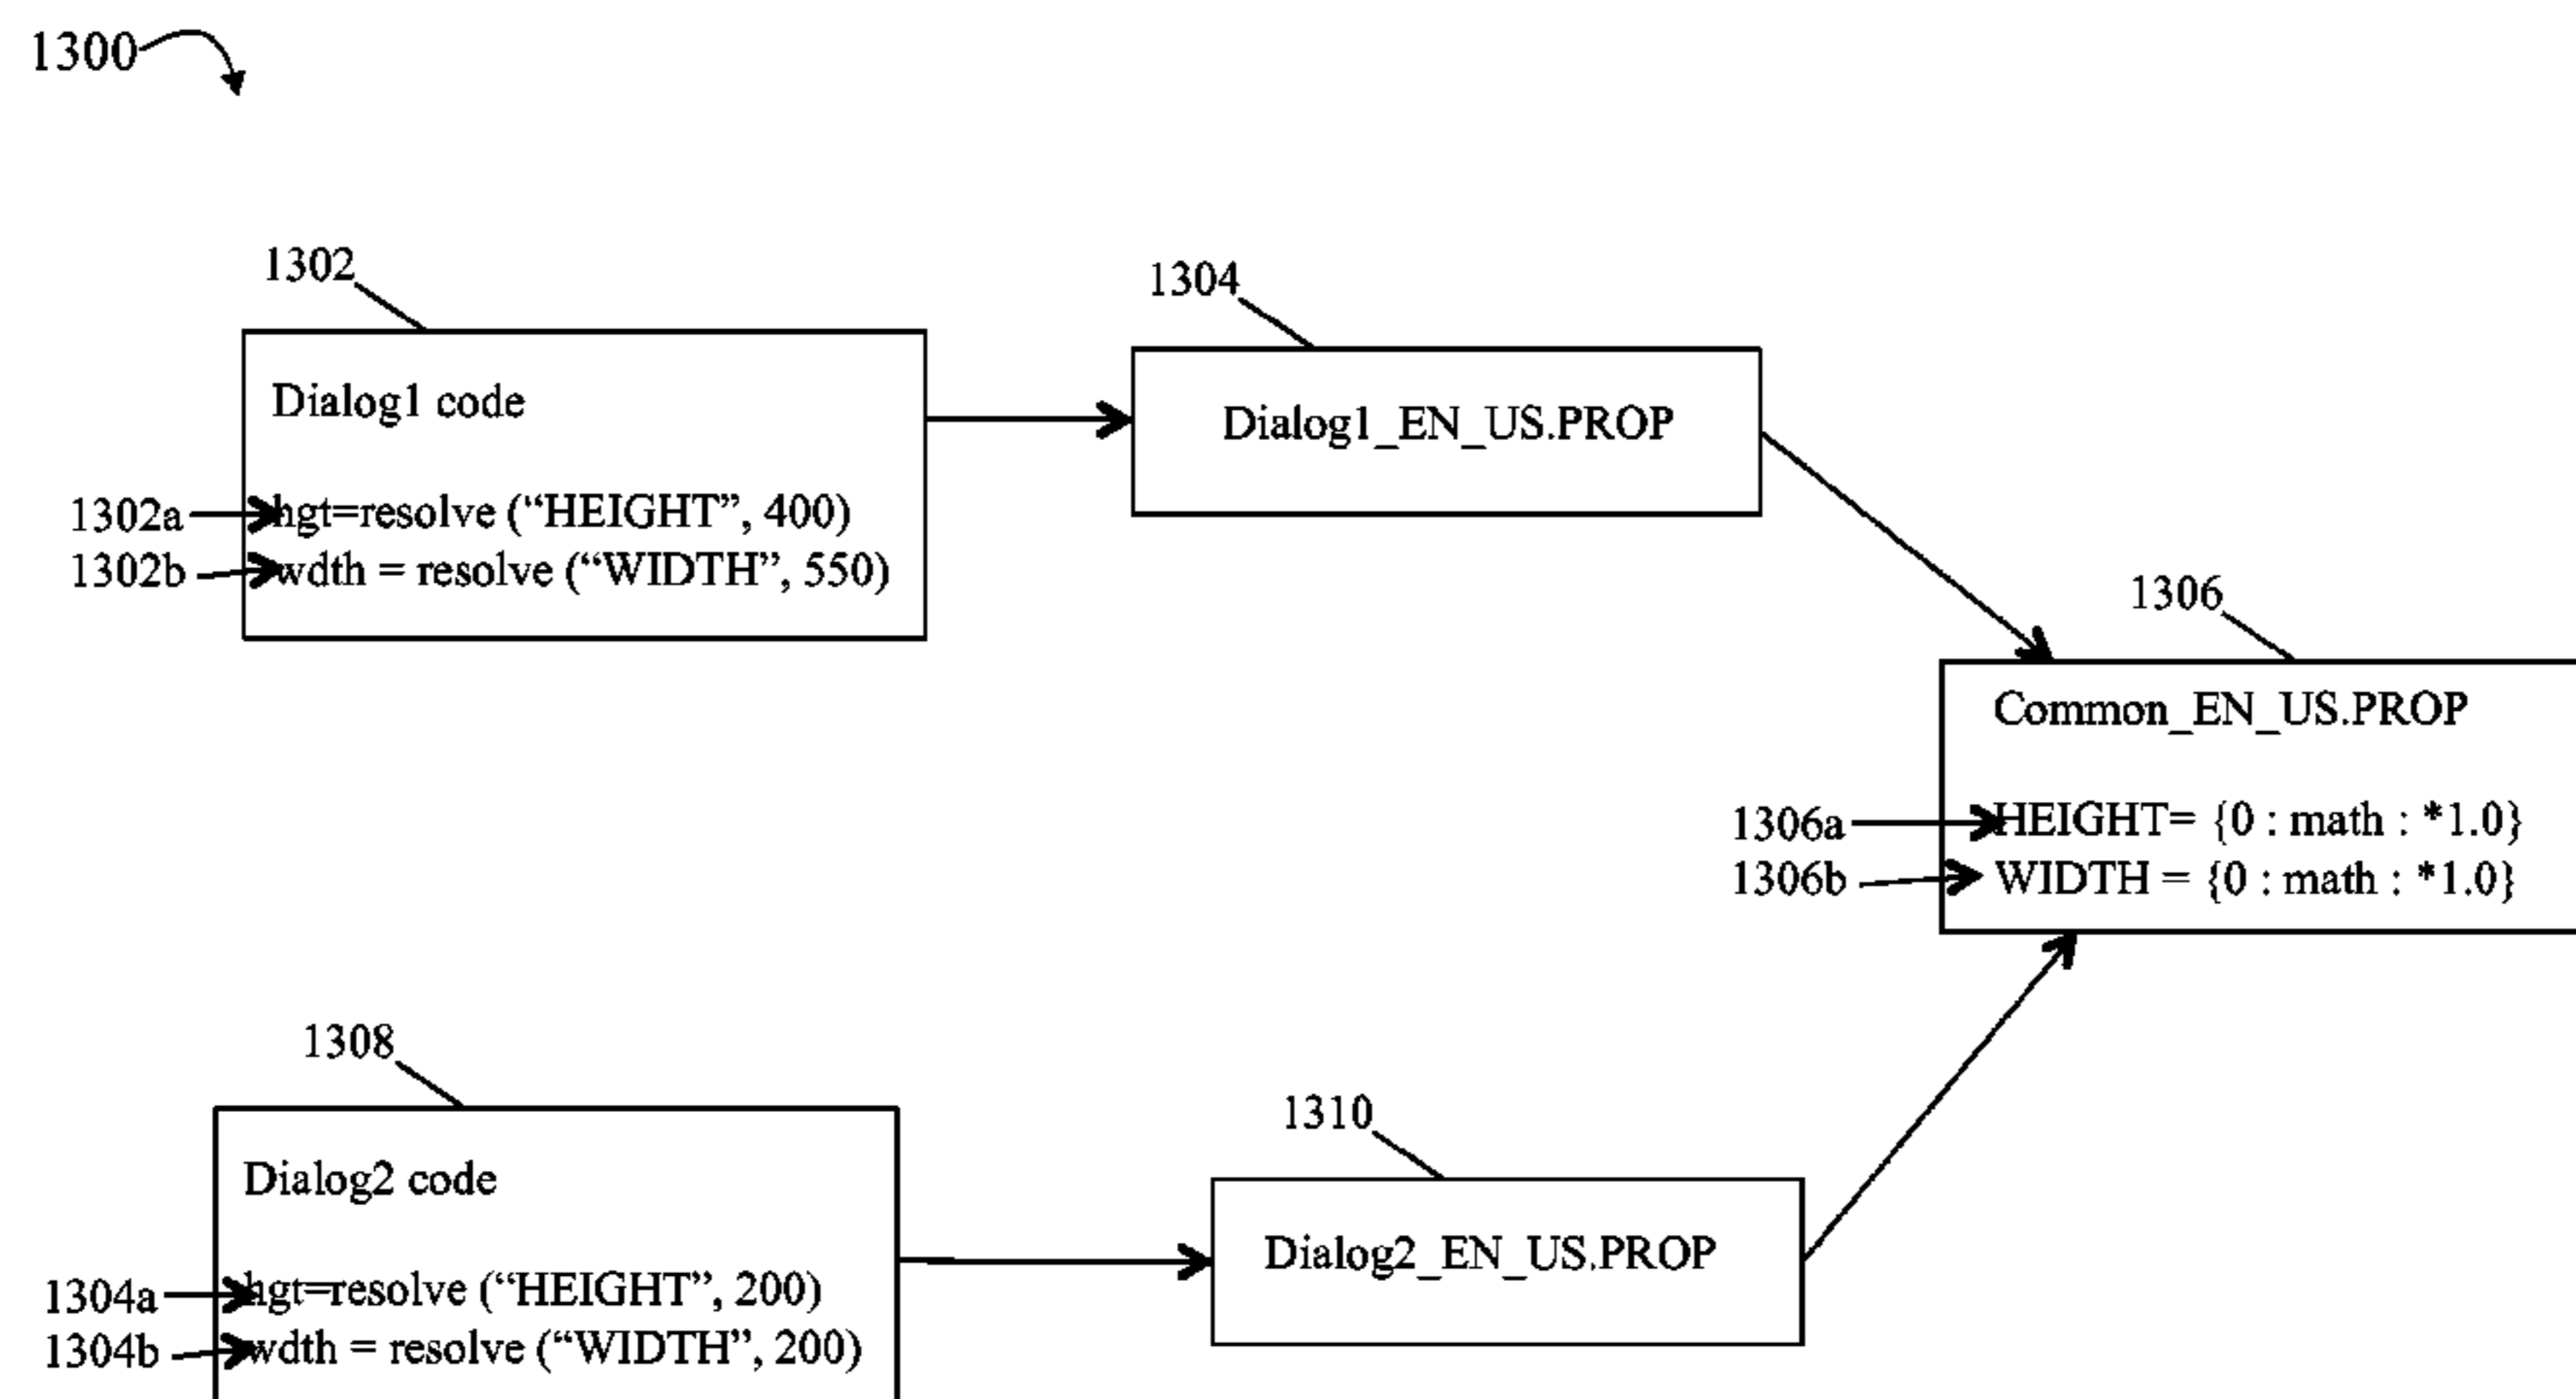 1300
1302
Dialog1 code
1302a
hgt=resolve (“HEIGHT”, 400)
1302b
wdth = resolve (“WIDTH”, 550)
1304
Dialog1_EN_US.PROP
1306
Common_EN_US.PROP
1306a
HEIGHT= {0 : math : *1.0}
1306b
WIDTH = {0 : math : *1.0}
1308
Dialog2 code
1304a
hgt=resolve (“HEIGHT”, 200)
1304b
wdth = resolve (“WIDTH”, 200)
1310
Dialog2_EN_US.PROP